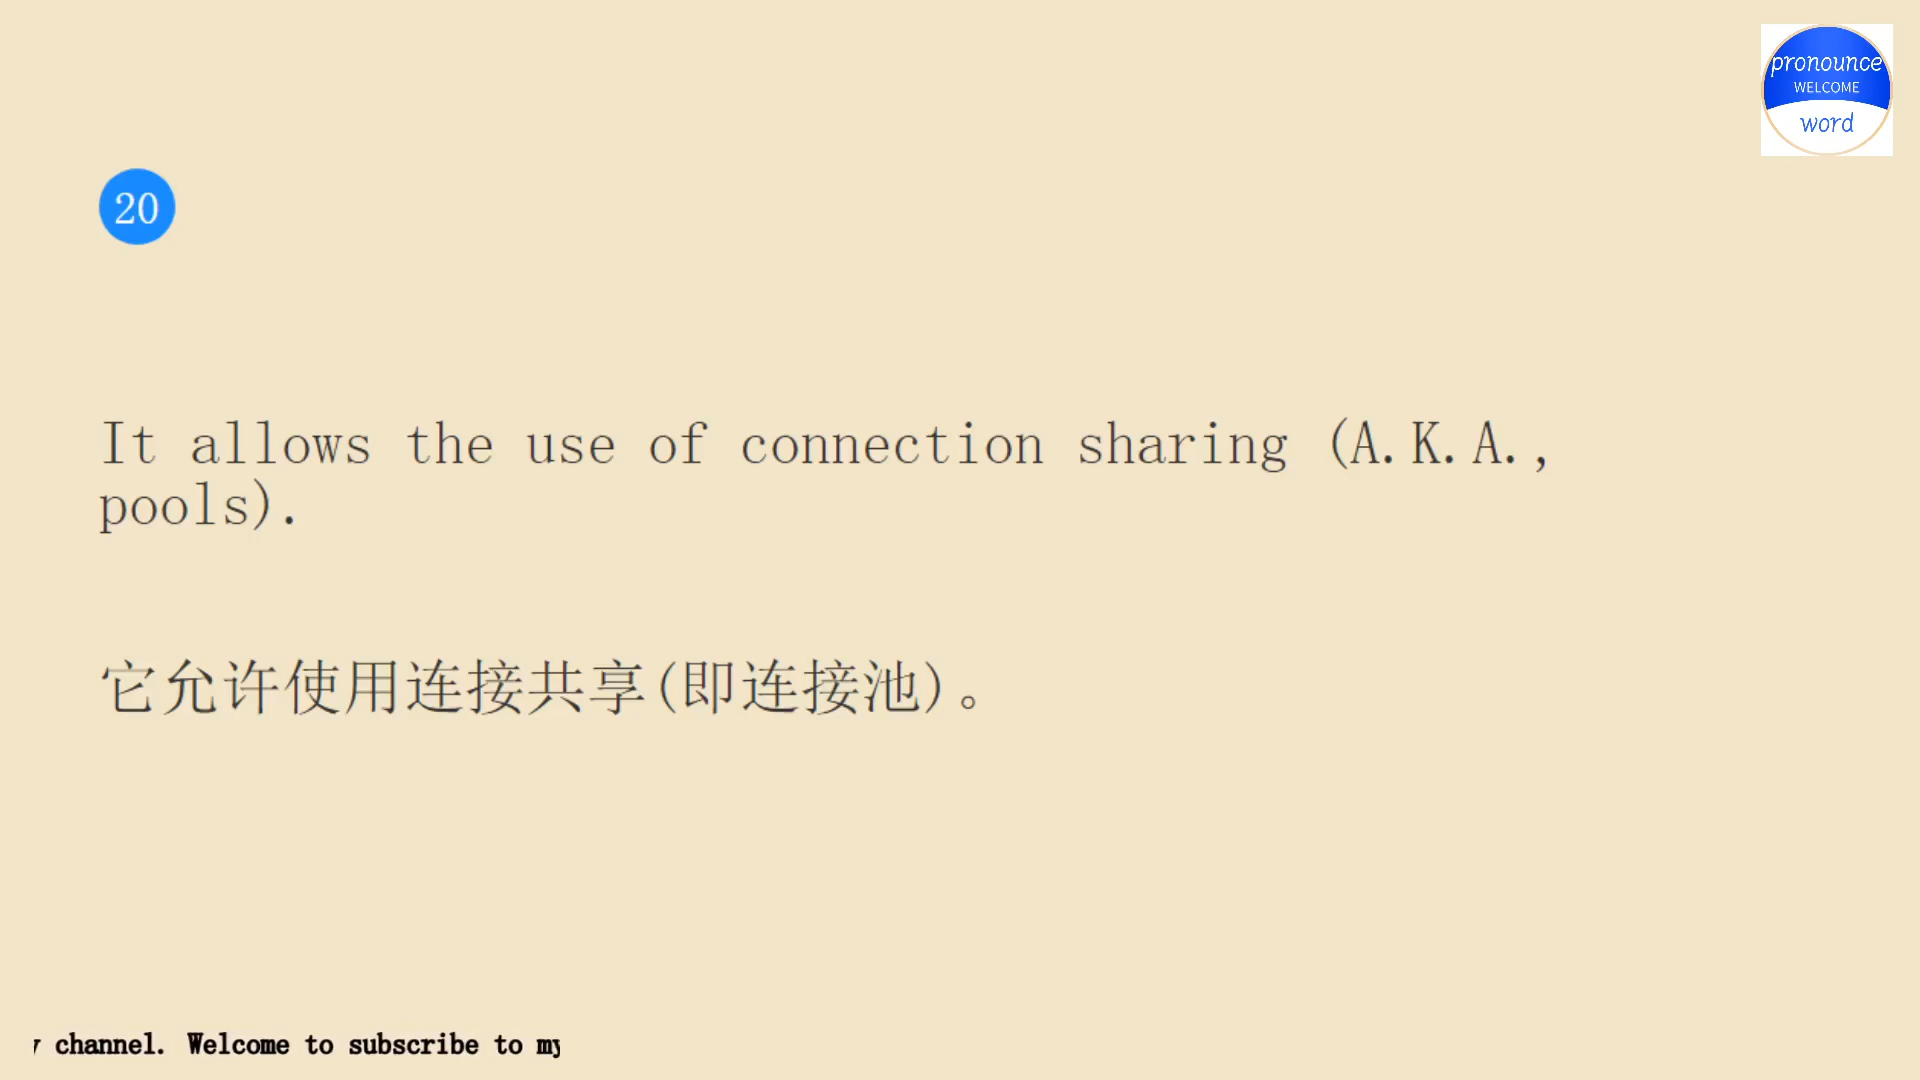 pronounce
WELCOME
word
20
It allows the use of connection sharing (A.K.A.,
pools).
它允许使用连接共享(即连接池)。
channel. Welcome to subscribe to my